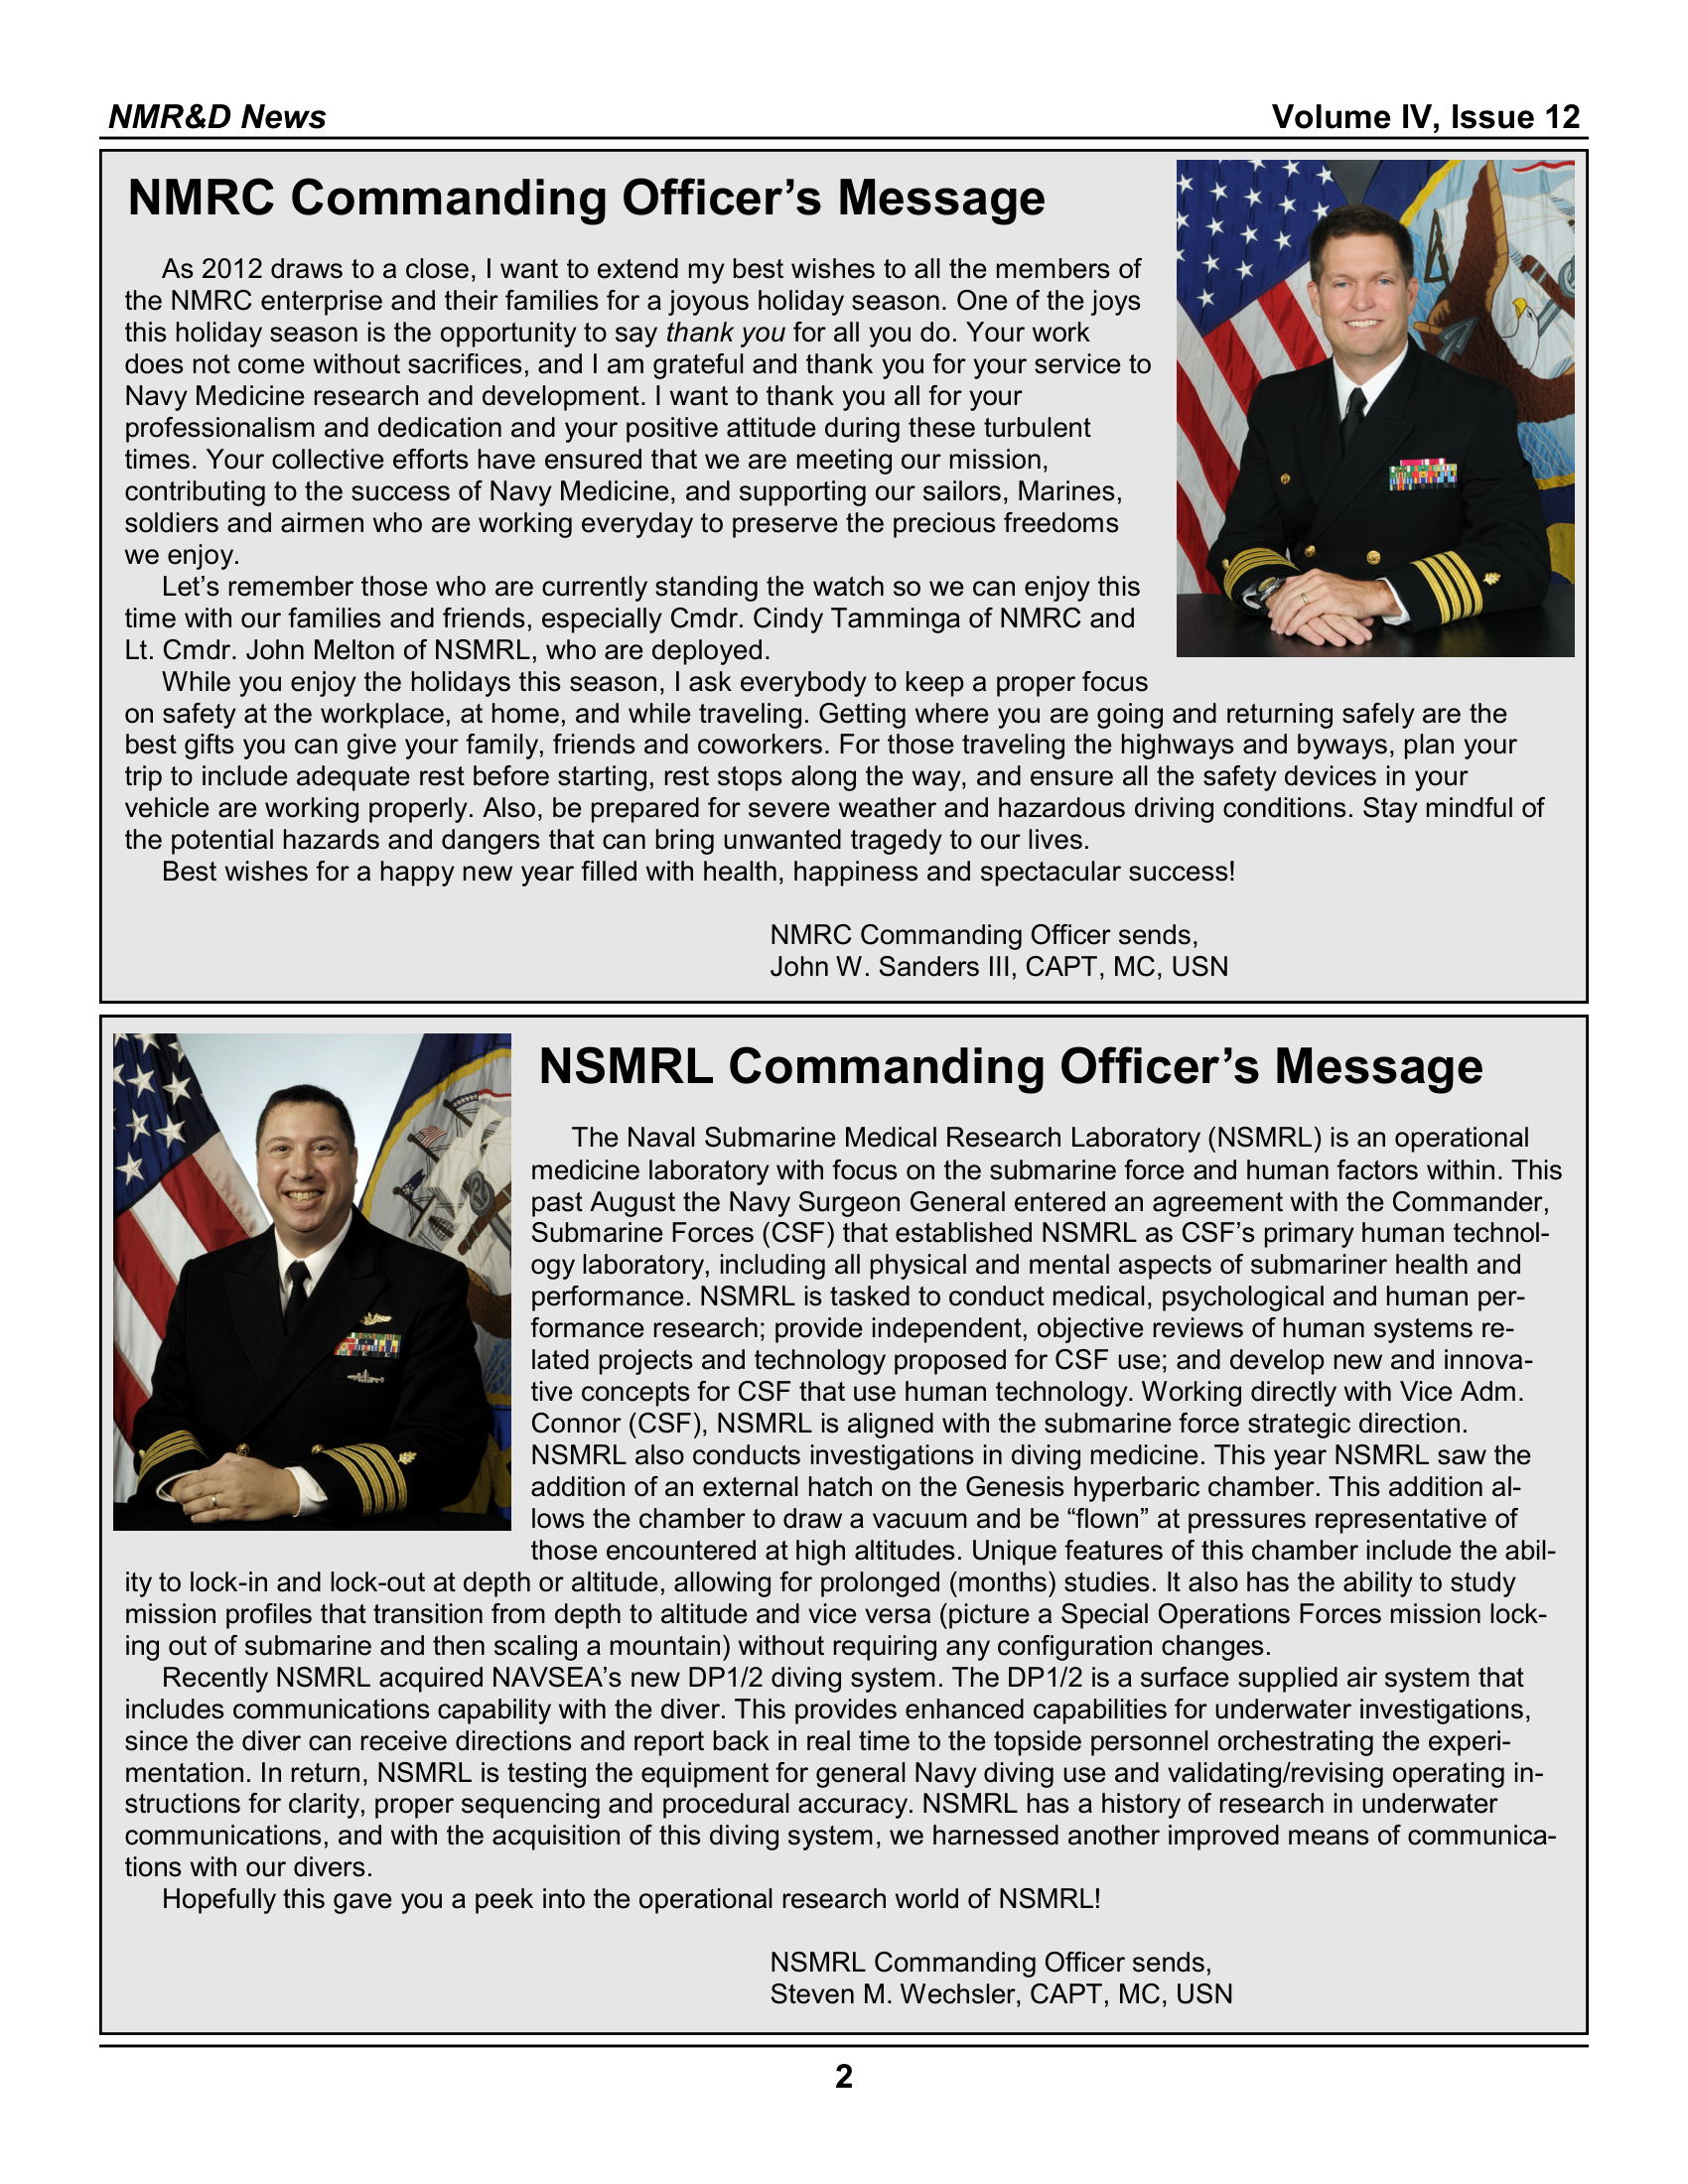 NMR&D News
Volume IV, Issue 12
NMRC Commanding Officer's Message
As 2012 draws to a close, I want to extend my best wishes to all the members of
the NMRC enterprise and their families for a joyous holiday season. One of the joys
this holiday season is the opportunity to say thank you for all you do. Your work
does not come without sacrifices, and I am grateful and thank you for your service to
Navy Medicine research and development. I want to thank you all for your
professionalism and dedication and your positive attitude during these turbulent
times. Your collective efforts have ensured that we are meeting our mission,
contributing to the success of Navy Medicine, and supporting our sailors, Marines,
soldiers and airmen who are working everyday to preserve the precious freedoms
we enjoy.
Let's remember those who are currently standing the watch so we can enjoy this
time with our families and friends, especially Cmdr. Cindy Tamminga of NMRC and
Lt. Cmdr. John Melton of NSMRL, who are deployed.
While you enjoy the holidays this season, I ask everybody to keep a proper focus
on safety at the workplace, at home, and while traveling. Getting where you are going and returning safely are the
best gifts you can give your family, friends and coworkers. For those traveling the highways and byways, plan your
trip to include adequate rest before starting, rest stops along the way, and ensure all the safety devices in your
vehicle are working properly. Also, be prepared for severe weather and hazardous driving conditions. Stay mindful of
the potential hazards and dangers that can bring unwanted tragedy to our lives.
Best wishes for a happy new year filled with health, happiness and spectacular success!
NMRC Commanding Officer sends,
John W. Sanders III, CAPT, MC, USN
NSMRL Commanding Officer's Message
The Naval Submarine Medical Research Laboratory (NSMRL) is an operational
medicine laboratory with focus on the submarine force and human factors within. This
past August the Navy Surgeon General entered an agreement with the Commander,
Submarine Forces (CSF) that established NSMRL as CSF's primary human technol-
ogy laboratory, including all physical and mental aspects of submariner health and
performance. NSMRL is tasked to conduct medical, psychological and human per-
formance research; provide independent, objective reviews of human systems re-
lated projects and technology proposed for CSF use; and develop new and innova-
tive concepts for CSF that use human technology. Working directly with Vice Adm.
Connor (CSF), NSMRL is aligned with the submarine force strategic direction.
NSMRL also conducts investigations in diving medicine. This year NSMRL saw the
addition of an external hatch on the Genesis hyperbaric chamber. This addition al-
lows the chamber to draw a vacuum and be “flown” at pressures representative of
those encountered at high altitudes. Unique features of this chamber include the abil-
ity to lock-in and lock-out at depth or altitude, allowing for prolonged (months) studies. It also has the ability to study
mission profiles that transition from depth to altitude and vice versa (picture a Special Operations Forces mission lock-
ing out of submarine and then scaling a mountain) without requiring any configuration changes.
Recently NSMRL acquired NAVSEA's new DP1/2 diving system. The DP1/2 is a surface supplied air system that
includes communications capability with the diver. This provides enhanced capabilities for underwater investigations,
since the diver can receive directions and report back in real time to the topside personnel orchestrating the experi-
mentation. In return, NSMRL is testing the equipment for general Navy diving use and validating/revising operating in-
structions for clarity, proper sequencing and procedural accuracy. NSMRL has a history of research in underwater
communications, and with the acquisition of this diving system, we harnessed another improved means of communica-
tions with our divers.
Hopefully this gave you a peek into the operational research world of NSMRL!
NSMRL Commanding Officer sends,
Steven M. Wechsler, CAPT, MC, USN
2